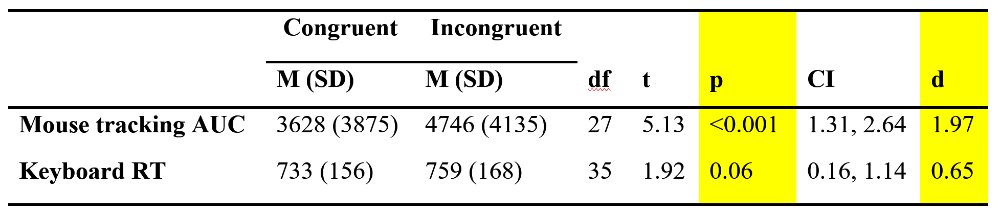 Congruent Incongruent
M (SD) M (SD) df t p CI d
Mouse tracking AUC 3628 (3875) 4746 (4135) 27 5.13 <0.001 1.31, 2.64 1.97
Keyboard RT 733 (156) 759 (168) 35 1.92 0.06 0.16, 1.14 0.65